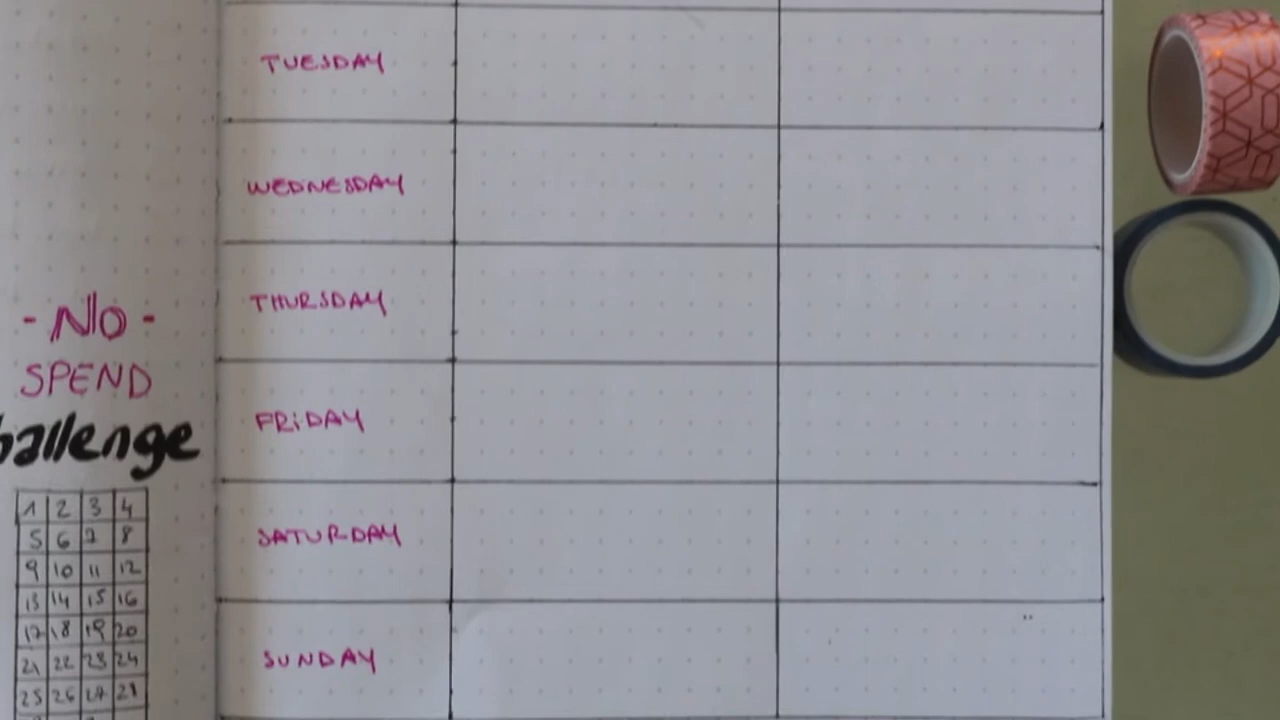 - No -
SPEND
hallenge
1 2 3 4
5 6 7 8
9 10 11 12
13 14 15 16
17 18 19 20
21 22 23 24
25 26 27 28
TUESDAY
WEDNESDAY
THURSDAY
FRiDAY
SATURDAY
SUNDAY